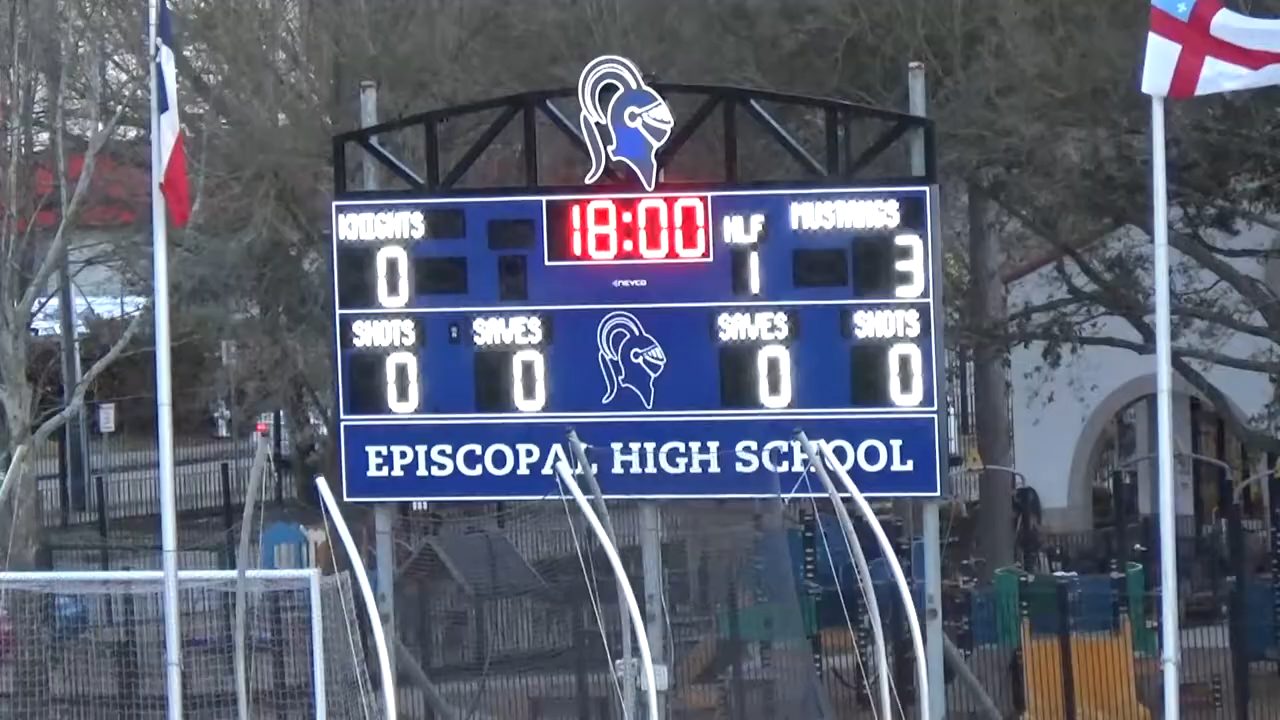 KNIGHTS 18:00 HLF MUSTANGS
0 1 3
NEVCO
SHOTS SAVES SAVES SHOTS
0 0 0 0
EPISCOPAL HIGH SCHOOL